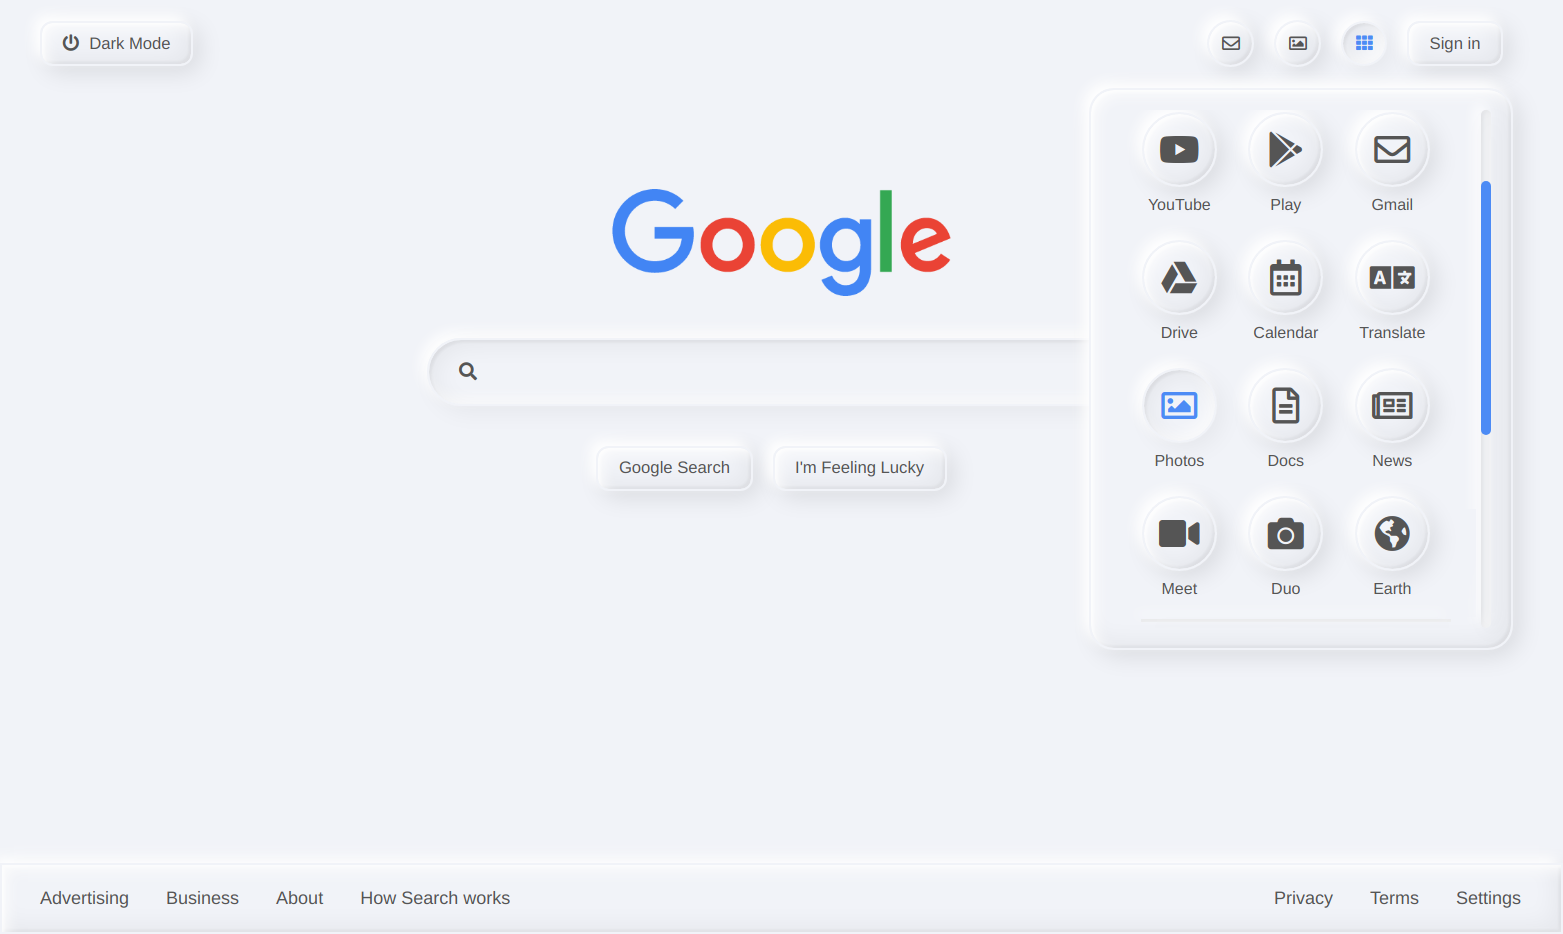 Dark Mode
Sign in
Google
YouTube Play Gmail
Drive Calendar Translate
Photos Docs News
Meet Duo Earth
Google Search I'm Feeling Lucky
Advertising Business About How Search works
Privacy Terms Settings